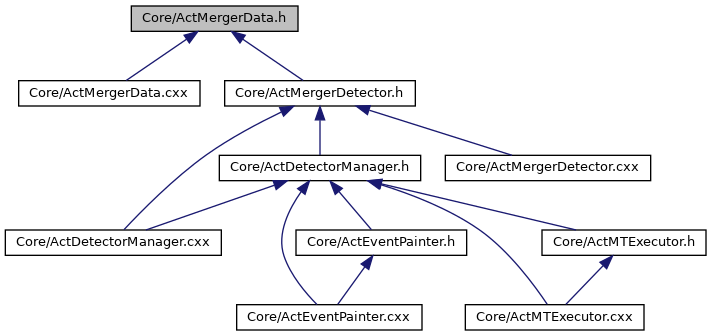 Core/ActMergerData.h
Core/ActMergerData.cxx
Core/ActMergerDetector.h
Core/ActDetectorManager.h
Core/ActMergerDetector.cxx
Core/ActDetectorManager.cxx
Core/ActEventPainter.h
Core/ActMTExecutor.h
Core/ActEventPainter.cxx
Core/ActMTExecutor.cxx